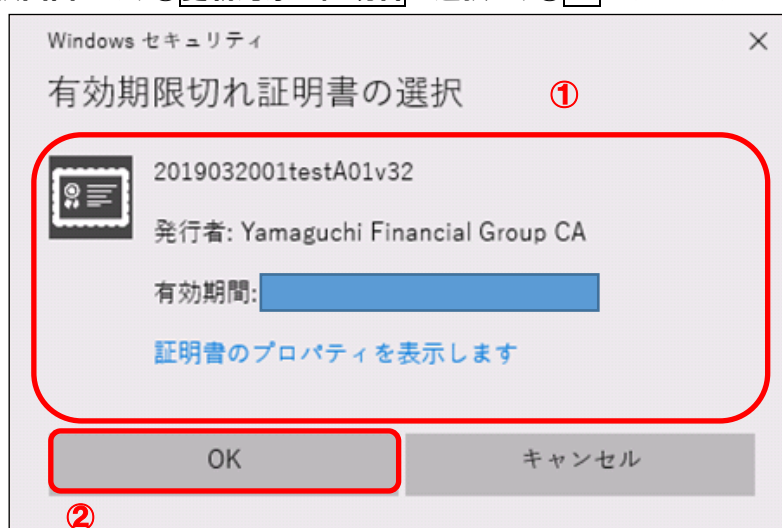 Windows セキュリティ
有効期限切れ証明書の選択
①
2019032001testA01v32
発行者: Yamaguchi Financial Group CA
有効期間:
証明書のプロパティを表示します
OK
キャンセル
②